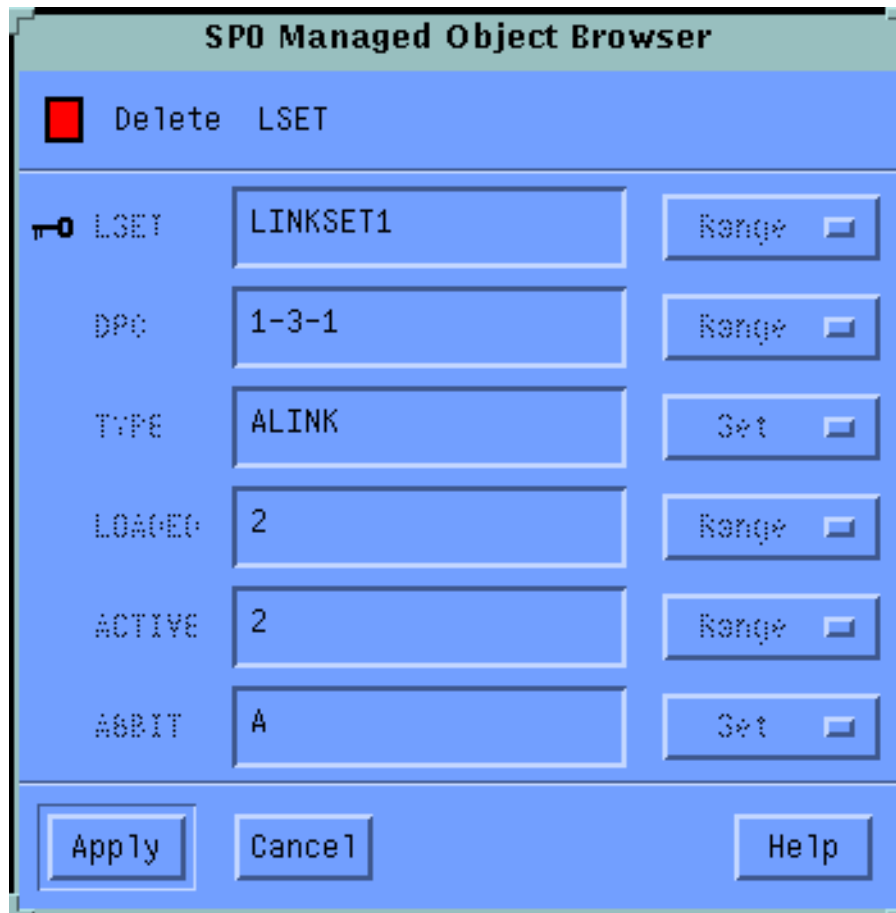 SP0 Managed Object Browser
Delete LSET
LSET LINKSET1 Range
DPC 1-3-1 Range
TYPE ALINK Set
LOADED 2 Range
ACTIVE 2 Range
ABBIT A Set
Apply Cancel Help